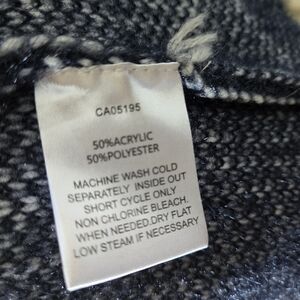 CA05195
50%ACRYLIC
50%POLYESTER
MACHINE WASH COLD
SEPARATELY INSIDE OUT
SHORT CYCLE ONLY
NON CHLORINE BLEACH.
WHEN NEEDED.DRY FLAT
LOW STEAM IF NECESSARY